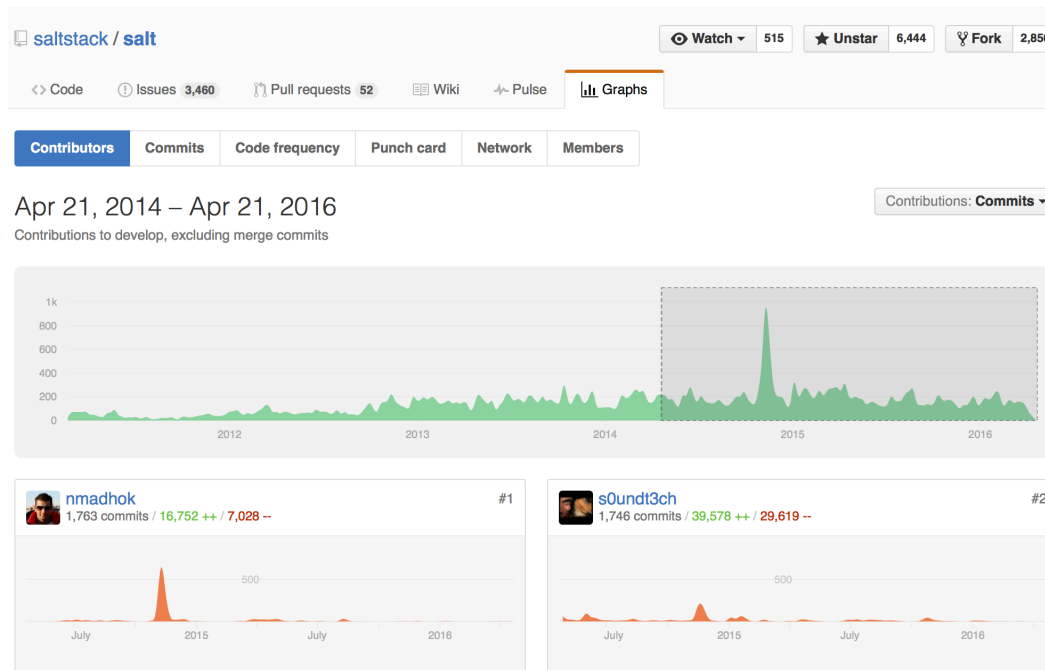 saltstack / salt
Watch 515 Unstar 6,444 Fork
Code Issues 3,460 Pull requests 52 Wiki Pulse Graphs
Contributors Commits Code frequency Punch card Network Members
Apr 21, 2014 – Apr 21, 2016
Contributions: Commits
Contributions to develop, excluding merge commits
1k
800
600
400
200
0
2012 2013 2014 2015 2016
nmadhok #1
1,763 commits / 16,752 ++ / 7,028 --
500
July 2015 July 2016
s0undt3ch #2
1,746 commits / 39,578 ++ / 29,619 --
500
July 2015 July 2016